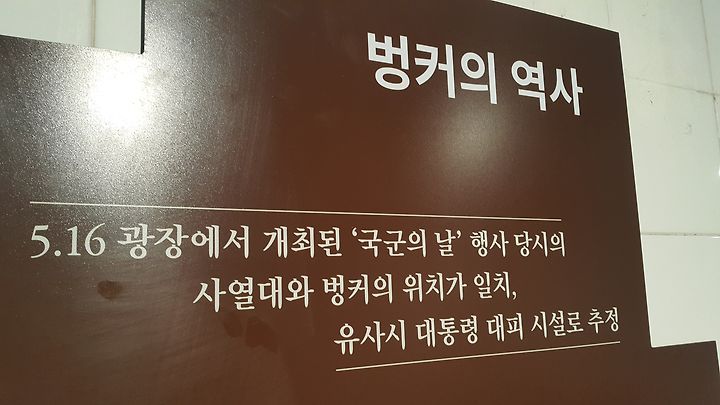 벙커의 역사
5.16 광장에서 개최된 ‘국군의 날’ 행사 당시의
사열대와 벙커의 위치가 일치,
유사시 대통령 대피 시설로 추정